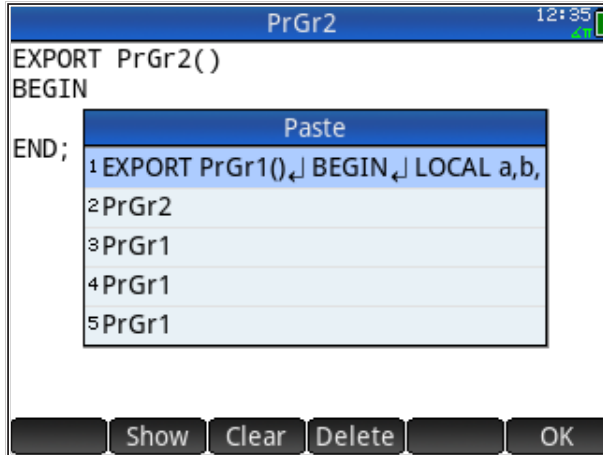 PrGr2
12:35
∠π
EXPORT PrGr2()
BEGIN
END;
Paste
1 EXPORT PrGr1()↲ BEGIN↲ LOCAL a,b,
2 PrGr2
3 PrGr1
4 PrGr1
5 PrGr1
Show Clear Delete OK